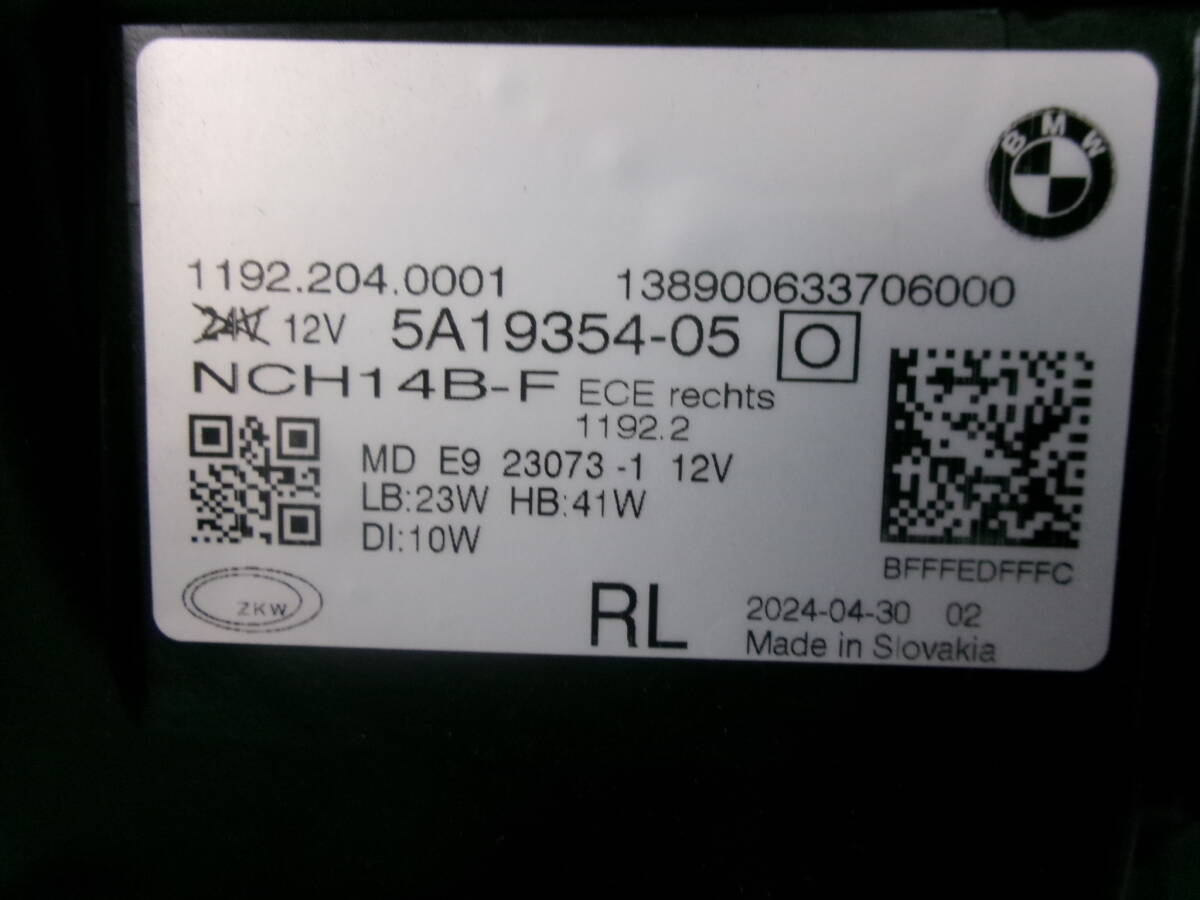 BMW
1192.204.0001 138900633706000
24V 12V 5A19354-05 O
NCH14B-F ECE rechts
1192.2
MD E9 23073 -1 12V
LB:23W HB:41W
DI:10W
BFFFEDFFFC
ZKW
RL
2024-04-30 02
Made in Slovakia